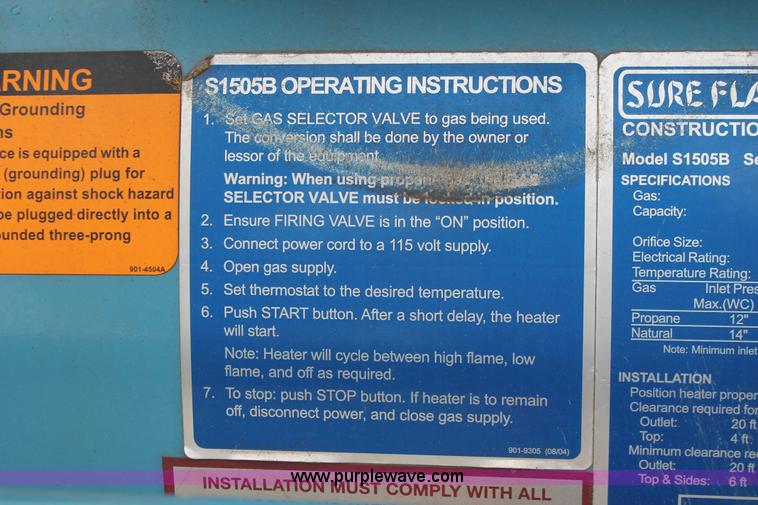 RNING
Grounding
ns
ce is equipped with a
(grounding) plug for
tion against shock hazard
be plugged directly into a
ounded three-prong
901-4504A
S1505B OPERATING INSTRUCTIONS
1. Set GAS SELECTOR VALVE to gas being used.
The conversion shall be done by the owner or
lessor of the equipment.
Warning: When using propane
SELECTOR VALVE must be locked in position.
2. Ensure FIRING VALVE is in the "ON" position.
3. Connect power cord to a 115 volt supply.
4. Open gas supply.
5. Set thermostat to the desired temperature.
6. Push START button. After a short delay, the heater
will start.
Note: Heater will cycle between high flame, low
flame, and off as required.
7. To stop: push STOP button. If heater is to remain
off, disconnect power, and close gas supply.
901-9305 (08/04)
SURE FLA
CONSTRUCTIO
Model S1505B Se
SPECIFICATIONS
Gas:
Capacity:
Orifice Size:
Electrical Rating:
Temperature Rating:
Gas Inlet Pres
Max.(WC)
Propane 12"
Natural 14"
Note: Minimum inlet
INSTALLATION
Position heater proper
Clearance required for
Outlet: 20 ft
Top: 4 ft
Minimum clearance re
Outlet: 20 ft
Top & Sides: 6 ft
INSTALLATION MUST COMPLY WITH ALL
www.purplewave.com